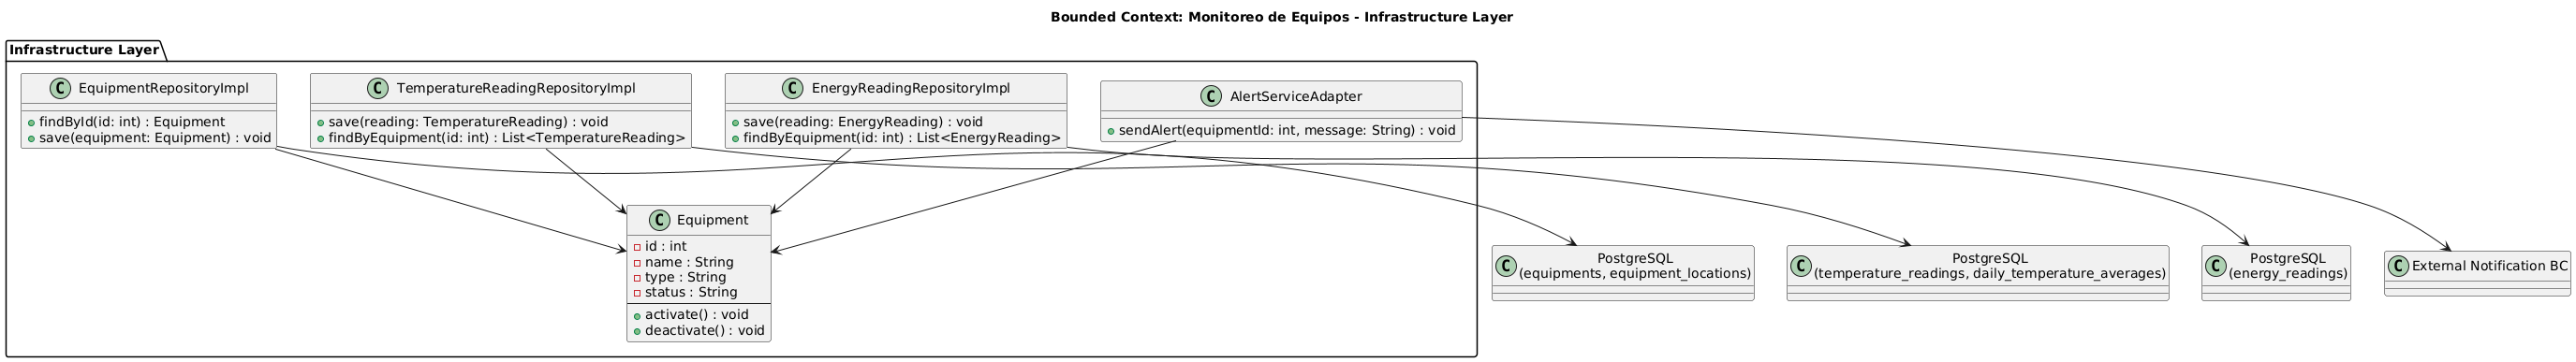 Bounded Context: Monitoreo de Equipos - Infrastructure Layer
Infrastructure Layer
C EquipmentRepositoryImpl
findById(id: int) : Equipment
save(equipment: Equipment) : void
C TemperatureReadingRepositoryImpl
save(reading: TemperatureReading) : void
findByEquipment(id: int) : List<TemperatureReading>
C EnergyReadingRepositoryImpl
save(reading: EnergyReading) : void
findByEquipment(id: int) : List<EnergyReading>
C AlertServiceAdapter
sendAlert(equipmentId: int, message: String) : void
C Equipment
id : int
name : String
type : String
status : String
activate() : void
deactivate() : void
C PostgreSQL
(equipments, equipment_locations)
C PostgreSQL
(temperature_readings, daily_temperature_averages)
C PostgreSQL
(energy_readings)
C External Notification BC